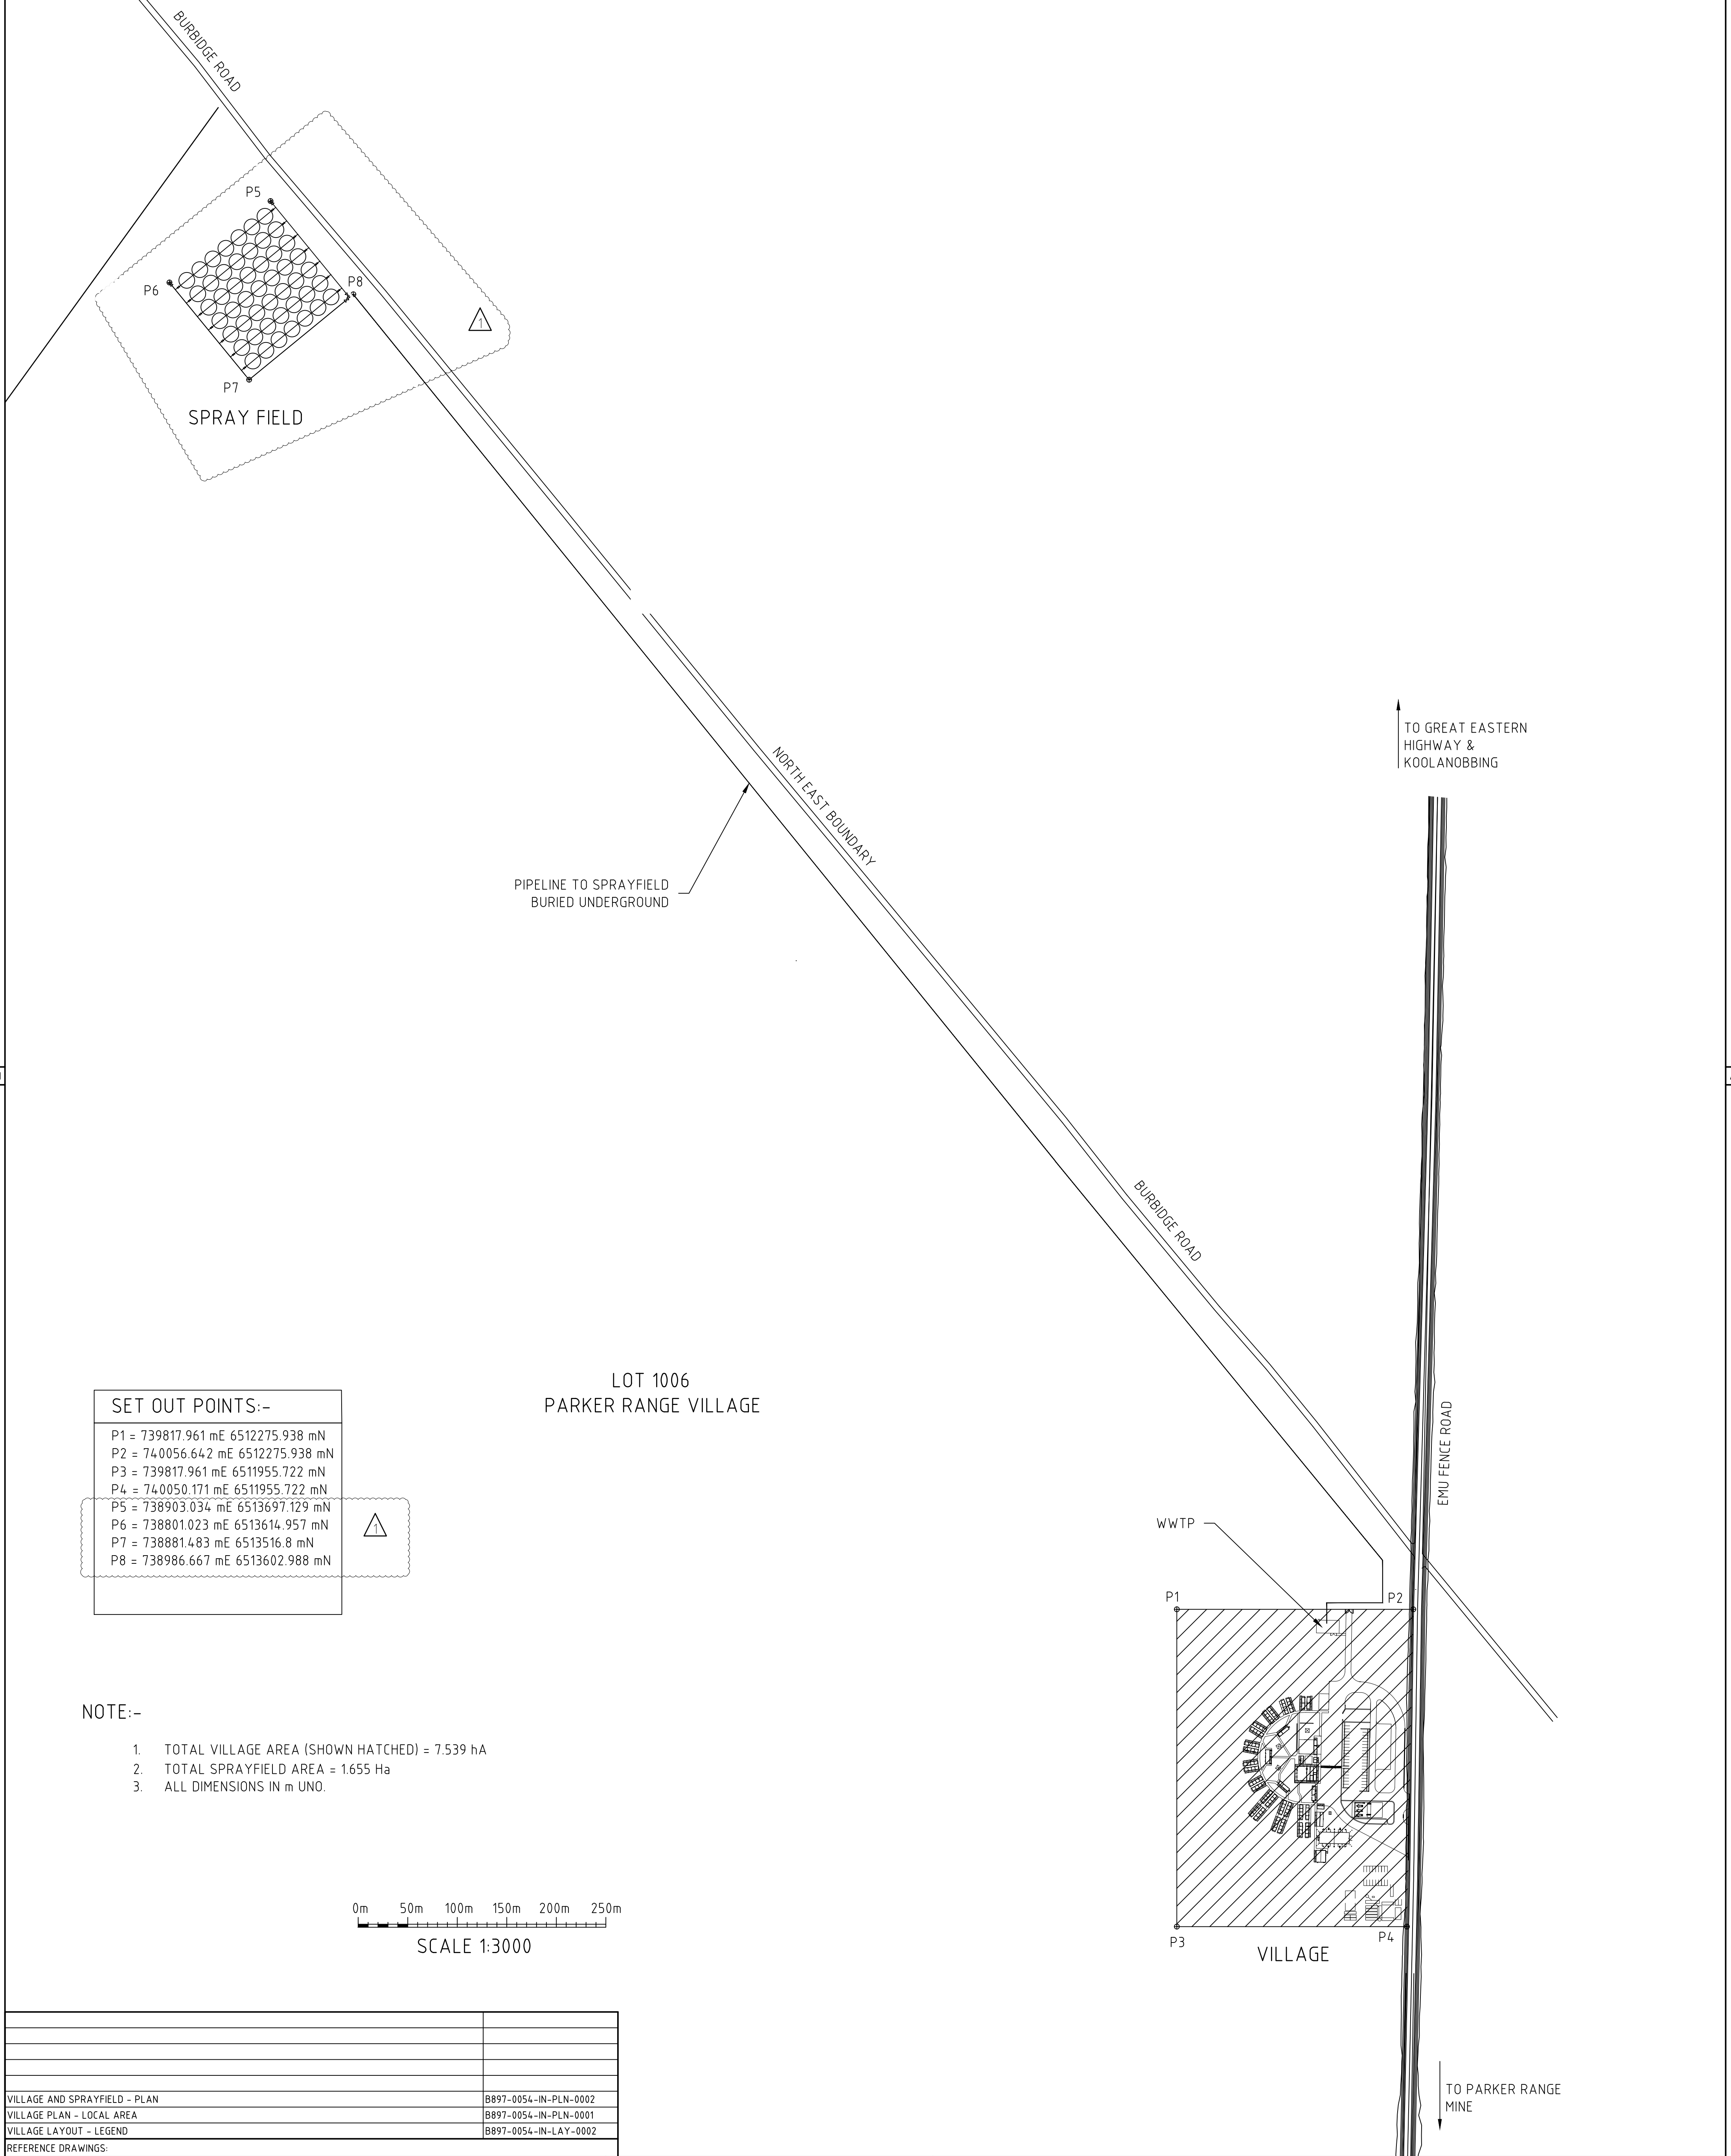 BURBIDGE ROAD
P5
P6
P8
1
P7
SPRAY FIELD
TO GREAT EASTERN
HIGHWAY &
KOOLANOBBING
NORTH EAST BOUNDARY
PIPELINE TO SPRAYFIELD
BURIED UNDERGROUND
BURBIDGE ROAD
LOT 1006
PARKER RANGE VILLAGE
EMU FENCE ROAD
SET OUT POINTS:-
P1 = 739817.961 mE 6512275.938 mN
P2 = 740056.642 mE 6512275.938 mN
P3 = 739817.961 mE 6511955.722 mN
P4 = 740050.171 mE 6511955.722 mN
P5 = 738903.034 mE 6513697.129 mN
P6 = 738801.023 mE 6513614.957 mN
P7 = 738881.483 mE 6513516.8 mN
P8 = 738986.667 mE 6513602.988 mN
1
WWTP
P1
P2
NOTE:-
1. TOTAL VILLAGE AREA (SHOWN HATCHED) = 7.539 hA
2. TOTAL SPRAYFIELD AREA = 1.655 Ha
3. ALL DIMENSIONS IN m UNO.
0m 50m 100m 150m 200m 250m
SCALE 1:3000
P3
P4
VILLAGE
TO PARKER RANGE
MINE
VILLAGE AND SPRAYFIELD - PLAN B897-0054-IN-PLN-0002
VILLAGE PLAN - LOCAL AREA B897-0054-IN-PLN-0001
VILLAGE LAYOUT - LEGEND B897-0054-IN-LAY-0002
REFERENCE DRAWINGS: